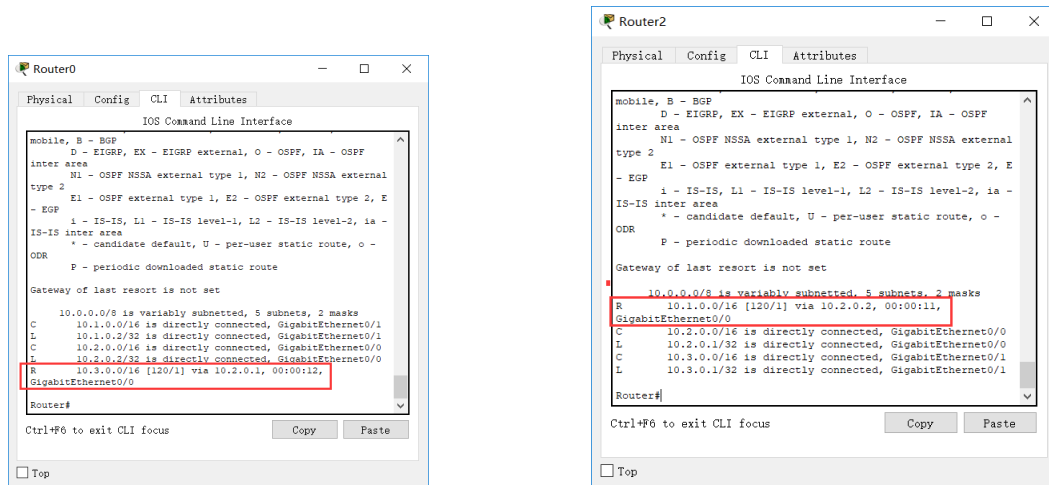 Router0
Physical Config CLI Attributes
IOS Command Line Interface
mobile, B - BGP
D - EIGRP, EX - EIGRP external, O - OSPF, IA - OSPF
inter area
N1 - OSPF NSSA external type 1, N2 - OSPF NSSA external
type 2
E1 - OSPF external type 1, E2 - OSPF external type 2, E
- EGP
i - IS-IS, L1 - IS-IS level-1, L2 - IS-IS level-2, ia -
IS-IS inter area
* - candidate default, U - per-user static route, o -
ODR
P - periodic downloaded static route
Gateway of last resort is not set
10.0.0.0/8 is variably subnetted, 5 subnets, 2 masks
C 10.1.0.0/16 is directly connected, GigabitEthernet0/1
L 10.1.0.2/32 is directly connected, GigabitEthernet0/1
C 10.2.0.0/16 is directly connected, GigabitEthernet0/0
L 10.2.0.2/32 is directly connected, GigabitEthernet0/0
R 10.3.0.0/16 [120/1] via 10.2.0.1, 00:00:12,
GigabitEthernet0/0
Router#
Ctrl+F6 to exit CLI focus
Copy Paste
Top
Router2
Physical Config CLI Attributes
IOS Command Line Interface
mobile, B - BGP
D - EIGRP, EX - EIGRP external, O - OSPF, IA - OSPF
inter area
N1 - OSPF NSSA external type 1, N2 - OSPF NSSA external
type 2
E1 - OSPF external type 1, E2 - OSPF external type 2, E
- EGP
i - IS-IS, L1 - IS-IS level-1, L2 - IS-IS level-2, ia -
IS-IS inter area
* - candidate default, U - per-user static route, o -
ODR
P - periodic downloaded static route
Gateway of last resort is not set
10.0.0.0/8 is variably subnetted, 5 subnets, 2 masks
R 10.1.0.0/16 [120/1] via 10.2.0.2, 00:00:11,
GigabitEthernet0/0
C 10.2.0.0/16 is directly connected, GigabitEthernet0/0
L 10.2.0.1/32 is directly connected, GigabitEthernet0/0
C 10.3.0.0/16 is directly connected, GigabitEthernet0/1
L 10.3.0.1/32 is directly connected, GigabitEthernet0/1
Router#
Ctrl+F6 to exit CLI focus
Copy Paste
Top